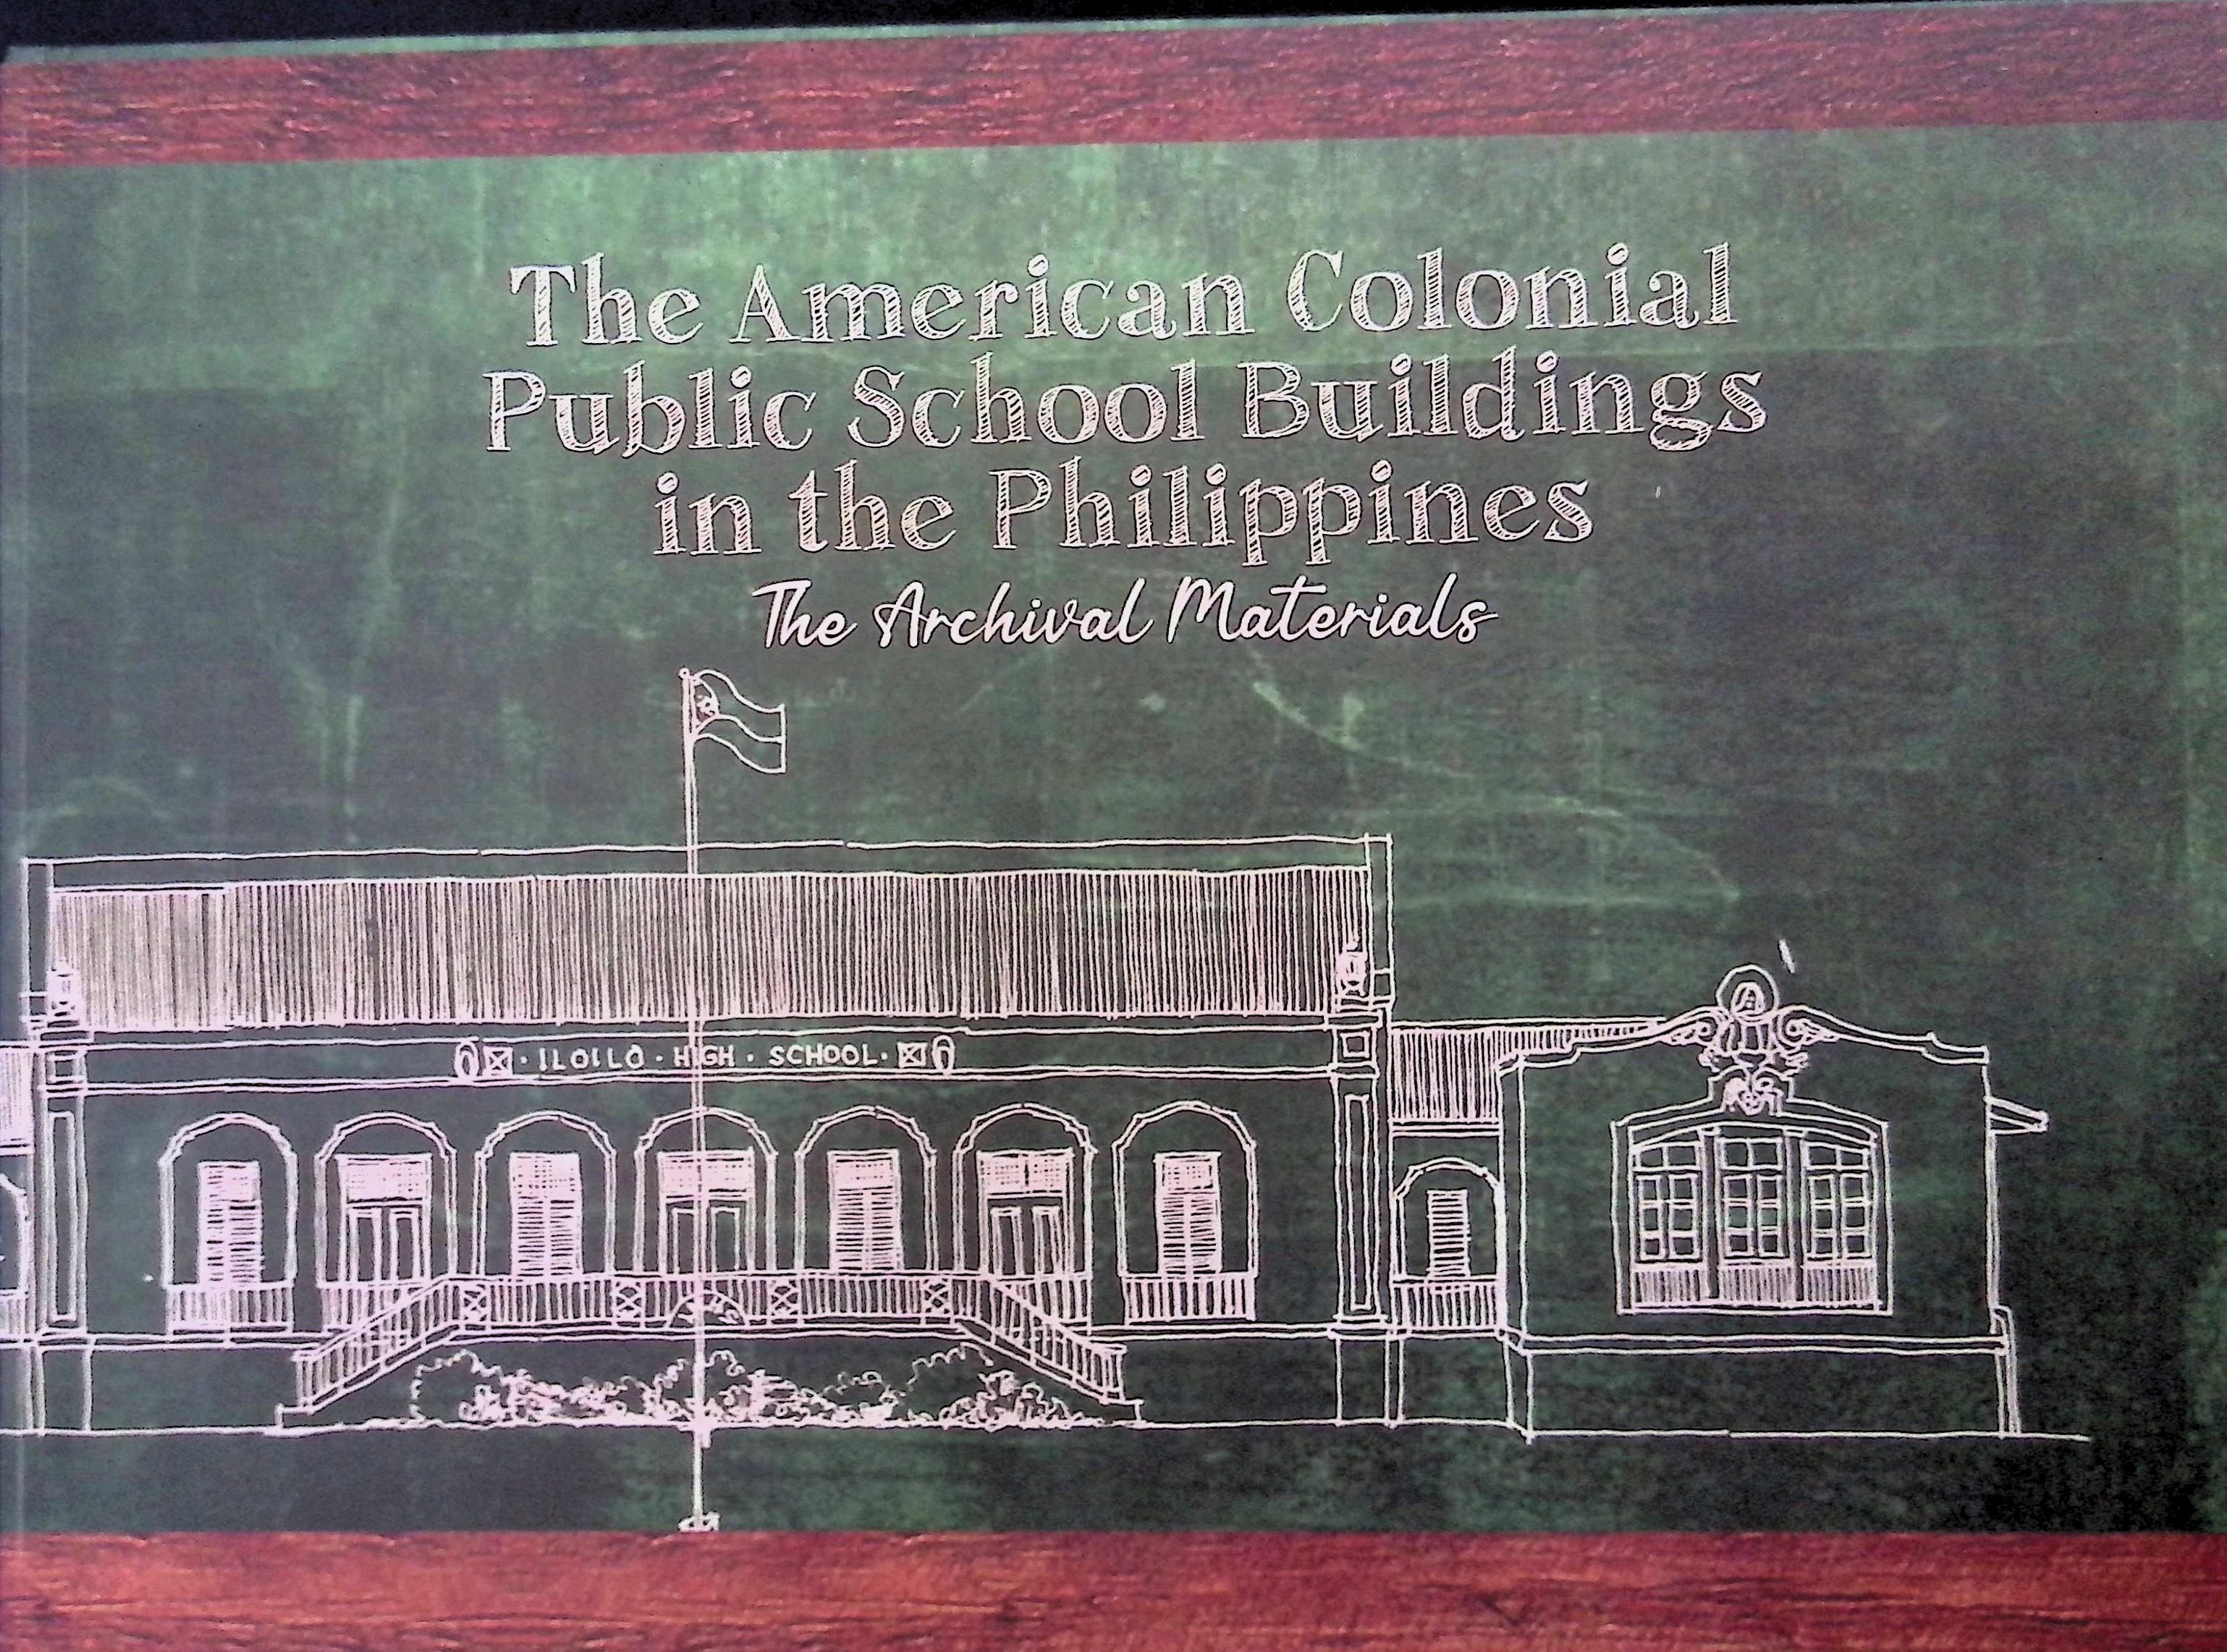 The American Colonial
Public School Buildings
in the Philippines
The Archival Materials
· ILOILO · HIGH · SCHOOL ·